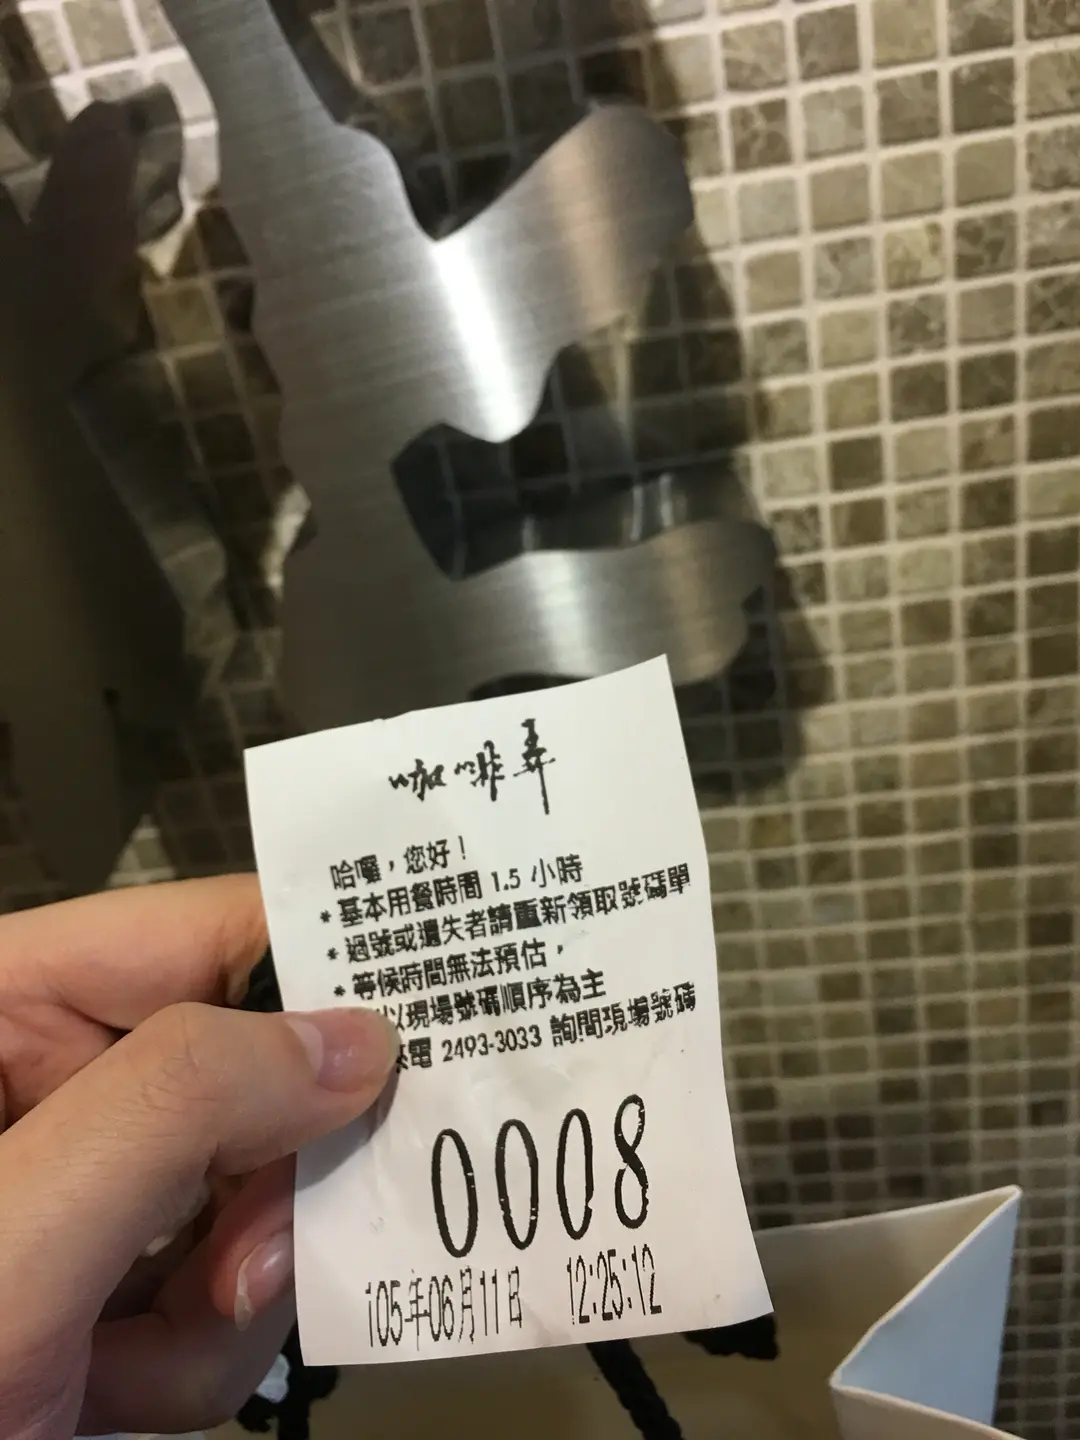 咖啡弄
哈囉，您好！
* 基本用餐時間 1.5 小時
* 過號或遺失者請重新領取號碼單
* 等候時間無法預估，
以現場號碼順序為主
來電 2493-3033 詢問現場號碼
0008
105年06月11日 12:25:12